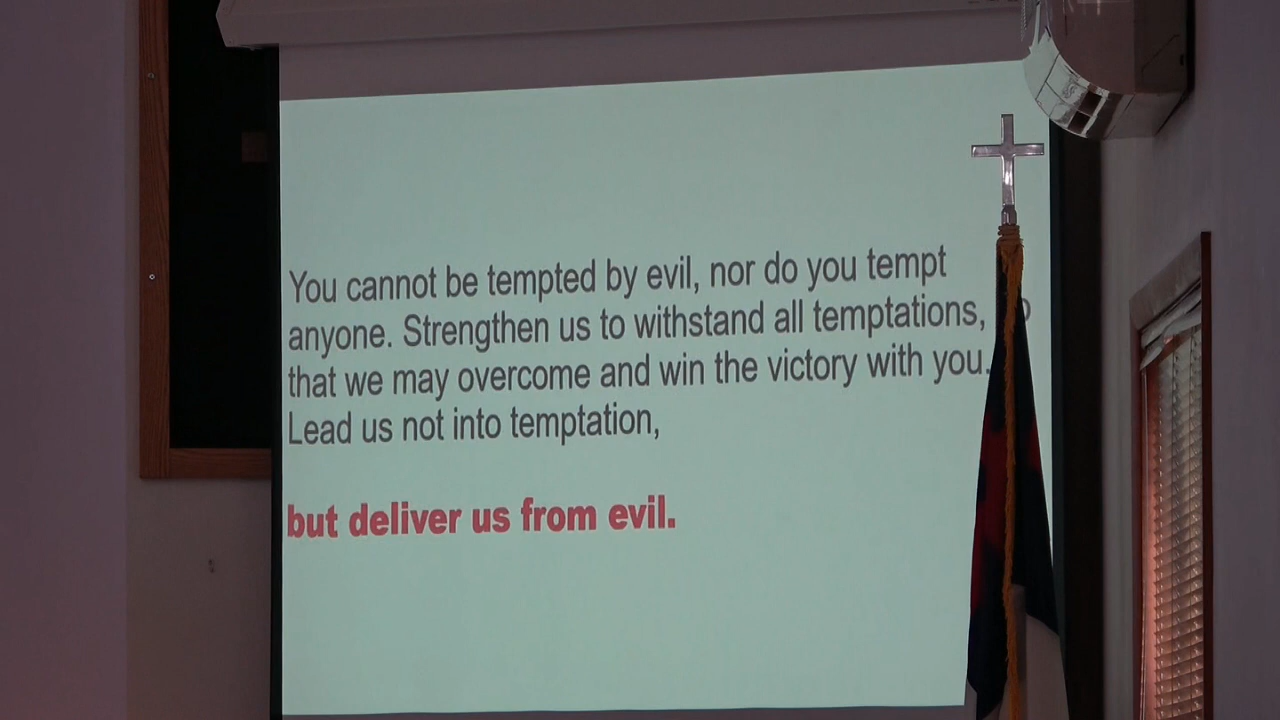 You cannot be tempted by evil, nor do you tempt
anyone. Strengthen us to withstand all temptations,
that we may overcome and win the victory with you.
Lead us not into temptation,
but deliver us from evil.